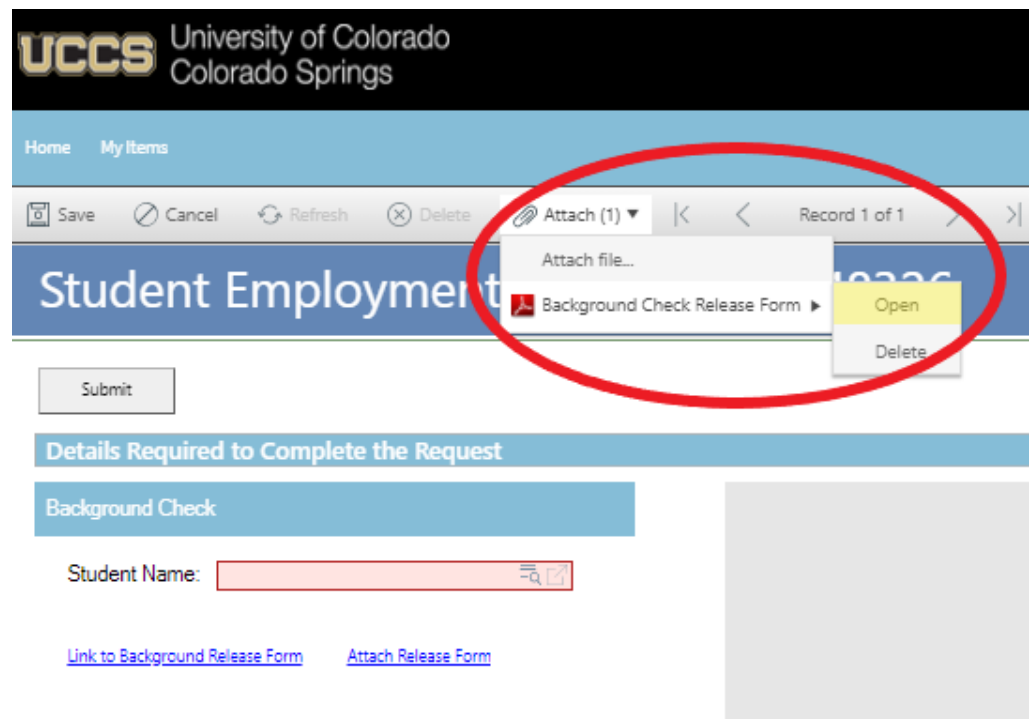 UCCS University of Colorado
Colorado Springs
Home My Items
Save Cancel Refresh Delete Attach (1) Record 1 of 1
Attach file...
Student Employment
Background Check Release Form Open
Delete
Submit
Details Required to Complete the Request
Background Check
Student Name:
Link to Background Release Form Attach Release Form